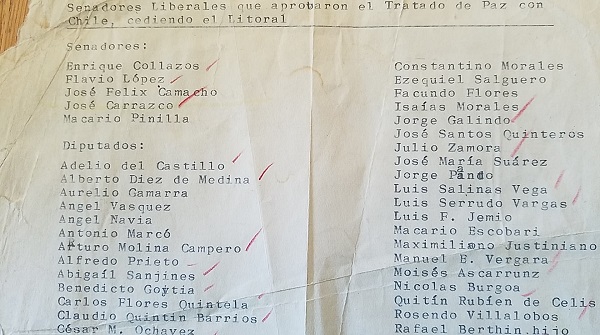 Senadores Liberales que aprobaron el Tratado de Paz con
Chile, cediendo el Litoral
Senadores:
Enrique Collazos
Flavio López
José Felix Camacho
José Carrazco
Macario Pinilla
Diputados:
Adelio del Castillo
Alberto Diez de Medina
Aurelio Gamarra
Angel Vasquez
Angel Navia
Antonio Marcó
Arturo Molina Campero
Alfredo Prieto
Abigaíl Sanjines
Benedicto Goytia
Carlos Flores Quintela
Claudio Quintín Barrios
César M. Ochavez
Constantino Morales
Ezequiel Salguero
Facundo Flores
Isaías Morales
Jorge Galindo
José Santos Quinteros
Julio Zamora
José María Suárez
Jorge Pando
Luis Salinas Vega
Luis Serrudo Vargas
Luis F. Jemio
Macario Escobari
Maximiliano Justiniano
Manuel E. Vergara
Moisés Ascarrunz
Nicolas Burgoa
Quitín Rubíen de Celis
Rosendo Villalobos
Rafael Berthin,hijo